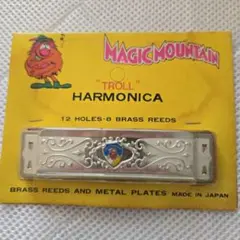 MAGIC MOUNTAIN
"TROLL"
HARMONICA
12 HOLES-8 BRASS REEDS
BRASS REEDS AND METAL PLATES MADE IN JAPAN